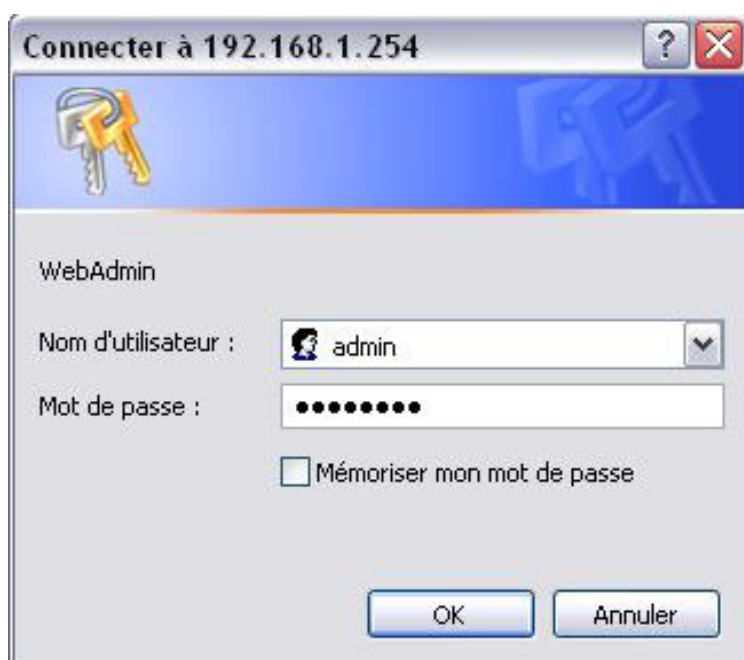 Connecter à 192.168.1.254
WebAdmin
Nom d'utilisateur :
admin
Mot de passe :
••••••••
Mémoriser mon mot de passe
OK
Annuler